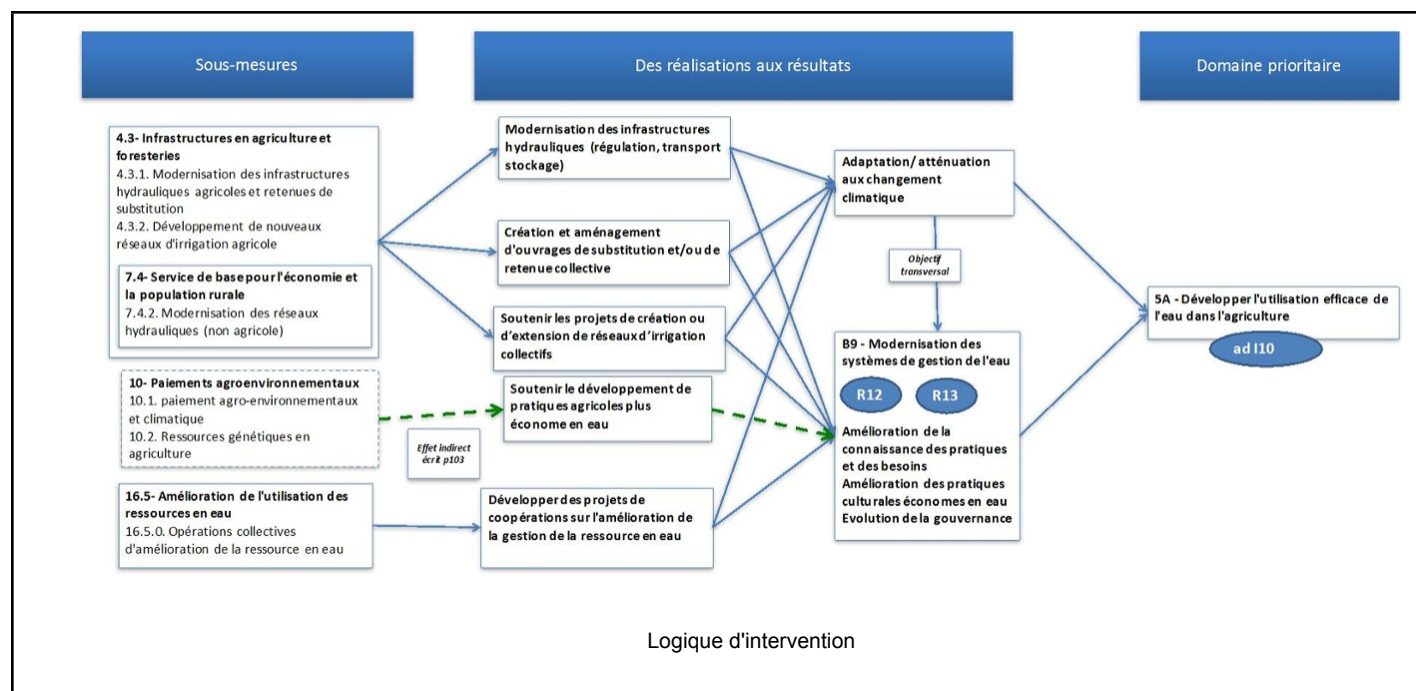 Sous-mesures
Des réalisations aux résultats
Domaine prioritaire
4.3- Infrastructures en agriculture et
foresteries
4.3.1. Modernisation des infrastructures
hydrauliques agricoles et retenues de
substitution
4.3.2. Développement de nouveaux
réseaux d'irrigation agricole
7.4- Service de base pour l'économie et
la population rurale
7.4.2. Modernisation des réseaux
hydrauliques (non agricole)
10- Paiements agroenvironnementaux
10.1. paiement agro-environnementaux
et climatique
10.2. Ressources génétiques en
agriculture
Effet indirect
écrit p103
16.5- Amélioration de l'utilisation des
ressources en eau
16.5.0. Opérations collectives
d'amélioration de la ressource en eau
Modernisation des infrastructures
hydrauliques (régulation, transport
stockage)
Création et aménagement
d'ouvrages de substitution et/ou de
retenue collective
Soutenir les projets de création ou
d’extension de réseaux d’irrigation
collectifs
Soutenir le développement de
pratiques agricoles plus
économe en eau
Développer des projets de
coopérations sur l'amélioration de
la gestion de la ressource en eau
Adaptation/ atténuation
aux changement
climatique
Objectif
transversal
B9 - Modernisation des
systèmes de gestion de l'eau
R12
R13
Amélioration de la
connaissance des pratiques
et des besoins
Amélioration des pratiques
culturales économes en eau
Evolution de la gouvernance
5A - Développer l'utilisation efficace de
l'eau dans l'agriculture
ad I10
Logique d'intervention